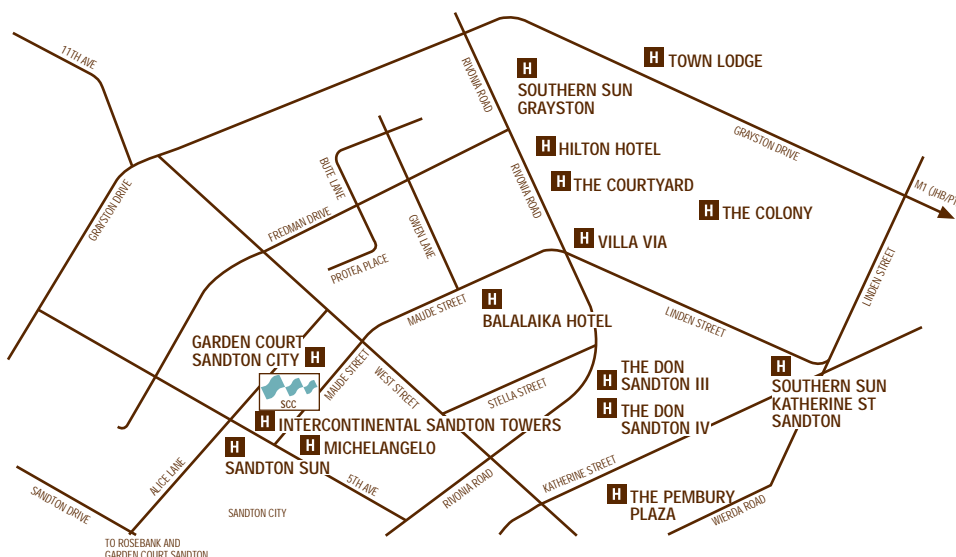 11TH AVE
RIVONIA ROAD
H TOWN LODGE
H
SOUTHERN SUN
GRAYSTON
GRAYSTON DRIVE
H HILTON HOTEL
BUTE LANE
RIVONIA ROAD
H THE COURTYARD
M1 (JHB/PT
GRAYSTON DRIVE
FREDMAN DRIVE
GWEN LANE
H THE COLONY
H VILLA VIA
PROTEA PLACE
LINDEN STREET
H
BALALAIKA HOTEL
MAUDE STREET
LINDEN STREET
GARDEN COURT
SANDTON CITY H
MAUDE STREET
WEST STREET
SCC
STELLA STREET
H THE DON
SANDTON III
H THE DON
SANDTON IV
H
SOUTHERN SUN
KATHERINE ST
SANDTON
H INTERCONTINENTAL SANDTON TOWERS
H MICHELANGELO
H
SANDTON SUN
ALICE LANE
5TH AVE
RIVONIA ROAD
KATHERINE STREET
SANDTON DRIVE
SANDTON CITY
H THE PEMBURY
PLAZA
WIERDA ROAD
TO ROSEBANK AND
GARDEN COURT SANDTON